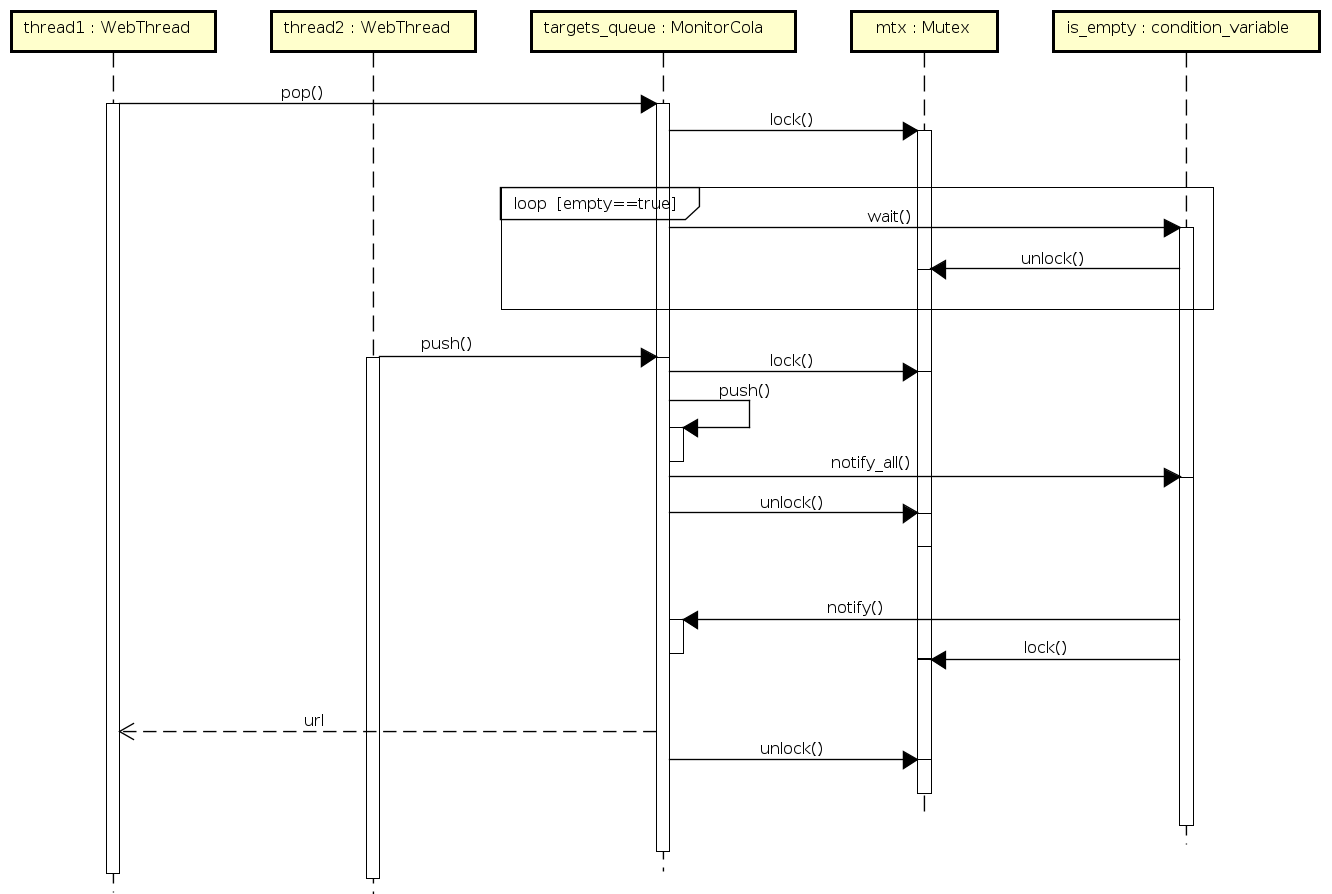 thread1 : WebThread
thread2 : WebThread
targets_queue : MonitorCola
mtx : Mutex
is_empty : condition_variable
pop()
lock()
loop [empty==true]
wait()
unlock()
push()
lock()
push()
notify_all()
unlock()
notify()
lock()
url
unlock()